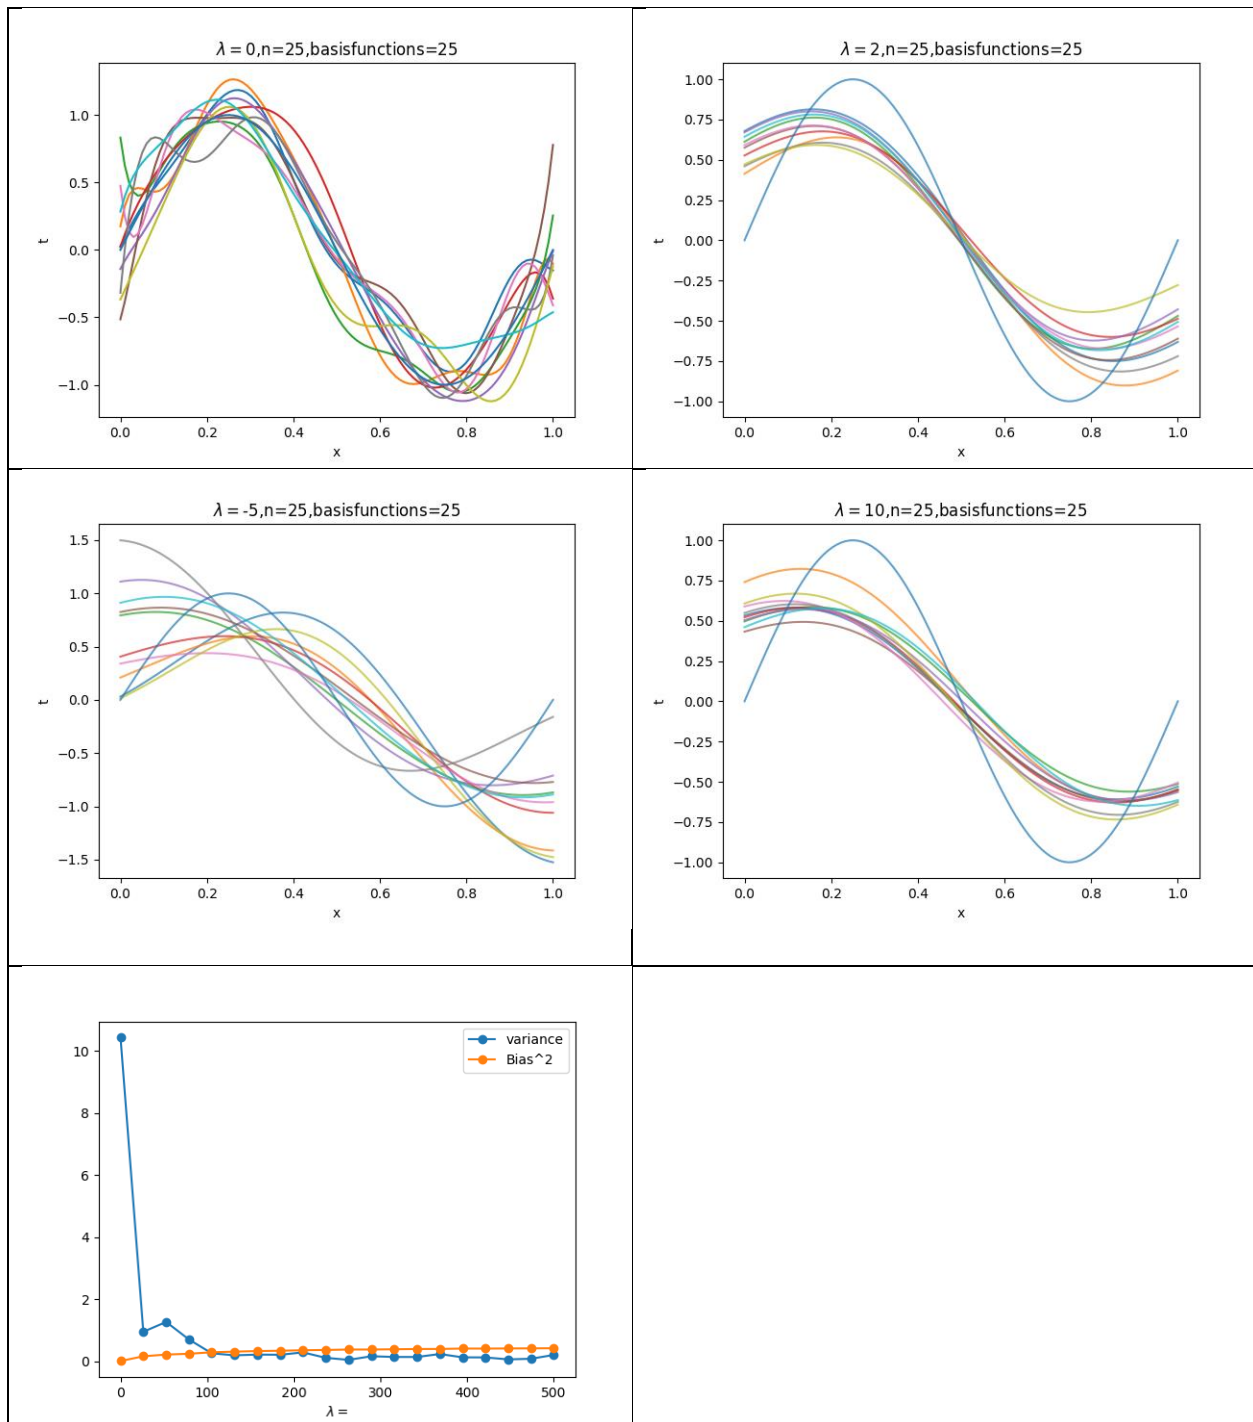 λ = 0,n=25,basisfunctions=25
1.0
0.5
0.0
−0.5
−1.0
t
0.0 0.2 0.4 0.6 0.8 1.0
x
λ = 2,n=25,basisfunctions=25
1.00
0.75
0.50
0.25
0.00
−0.25
−0.50
−0.75
−1.00
t
0.0 0.2 0.4 0.6 0.8 1.0
x
λ = -5,n=25,basisfunctions=25
1.5
1.0
0.5
0.0
−0.5
−1.0
−1.5
t
0.0 0.2 0.4 0.6 0.8 1.0
x
λ = 10,n=25,basisfunctions=25
1.00
0.75
0.50
0.25
0.00
−0.25
−0.50
−0.75
−1.00
t
0.0 0.2 0.4 0.6 0.8 1.0
x
variance
Bias^2
10
8
6
4
2
0
0 100 200 300 400 500
λ =